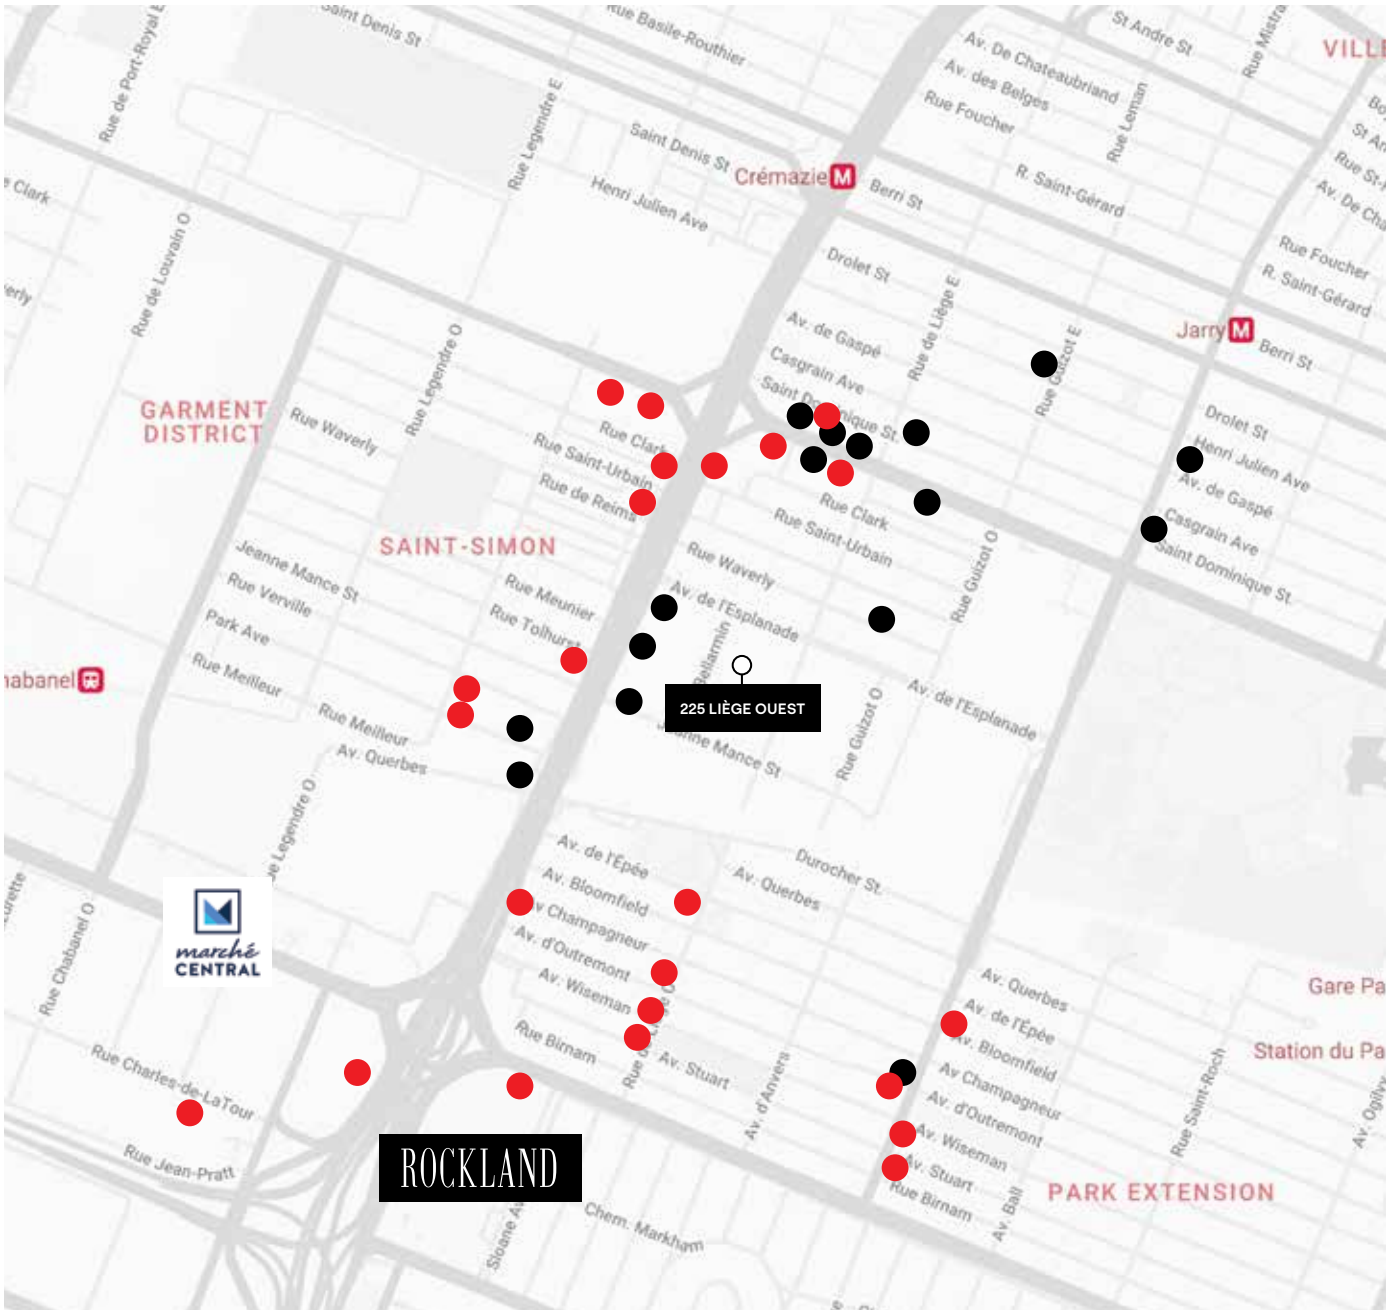 Saint Denis St
Rue Basile-Routhier
St Andre St
VILLE
Av. De Chateaubriand
Av. des Belges
Rue Foucher
Rue Leman
Rue Legendre E
Saint Denis St
Crémazie M
Berri St
R. Saint-Gérard
Henri Julien Ave
e Clark
Rue de Louvain O
Drolet St
Rue de Liège E
Rue Foucher
R. Saint-Gérard
Av. de Gaspé
Jarry M
Berri St
Casgrain Ave
Rue Guizot E
Rue Legendre O
GARMENT
DISTRICT
Rue Waverly
Rue Clark
Rue Saint-Urbain
Rue de Reims
Drolet St
Henri Julien Ave
Av. de Gaspé
Casgrain Ave
Saint Dominique St
Rue Clark
Rue Saint-Urbain
SAINT-SIMON
Jeanne Mance St
Rue Verville
Park Ave
Rue Meilleur
Rue Meunier
Rue Tolhurst
Rue Waverly
Av. de l'Esplanade
Rue Guizot O
habanel
Bellarmin
225 LIÈGE OUEST
Av. de l'Esplanade
Rue Guizot O
Rue Meilleur
Av. Querbes
ue Legendre O
Av. de l'Épée
Av. Bloomfield
v Champagneur
Av. d'Outremont
Av. Wiseman
Rue Birnam
Av. Stuart
Durocher St
Av. Querbes
marché
CENTRAL
Rue Chabanel O
Av. Querbes
Av. de l'Épée
Av. Bloomfield
Av Champagneur
Av. d'Outremont
Av. Wiseman
Av. Stuart
Rue Birnam
Gare Pa
Station du Pa
Rue Charles-de-LaTour
Rue Jean-Pratt
Av. d'Anvers
Rue Saint-Roch
Av. Ogilvy
ROCKLAND
Av. Ball
PARK EXTENSION
Chem. Markham